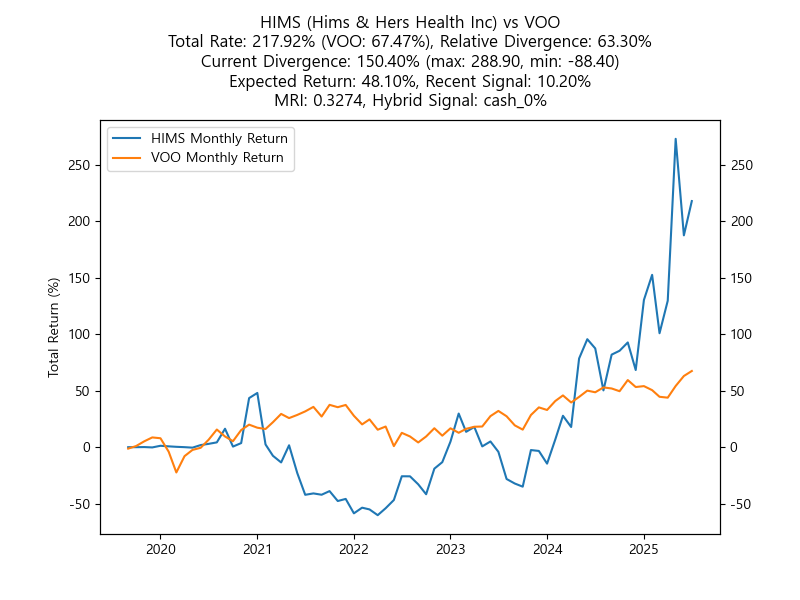 HIMS (Hims & Hers Health Inc) vs VOO
Total Rate: 217.92% (VOO: 67.47%), Relative Divergence: 63.30%
Current Divergence: 150.40% (max: 288.90, min: -88.40)
Expected Return: 48.10%, Recent Signal: 10.20%
MRI: 0.3274, Hybrid Signal: cash_0%
HIMS Monthly Return
VOO Monthly Return
Total Return (%)
250
200
150
100
50
0
-50
250
200
150
100
50
0
-50
2020
2021
2022
2023
2024
2025